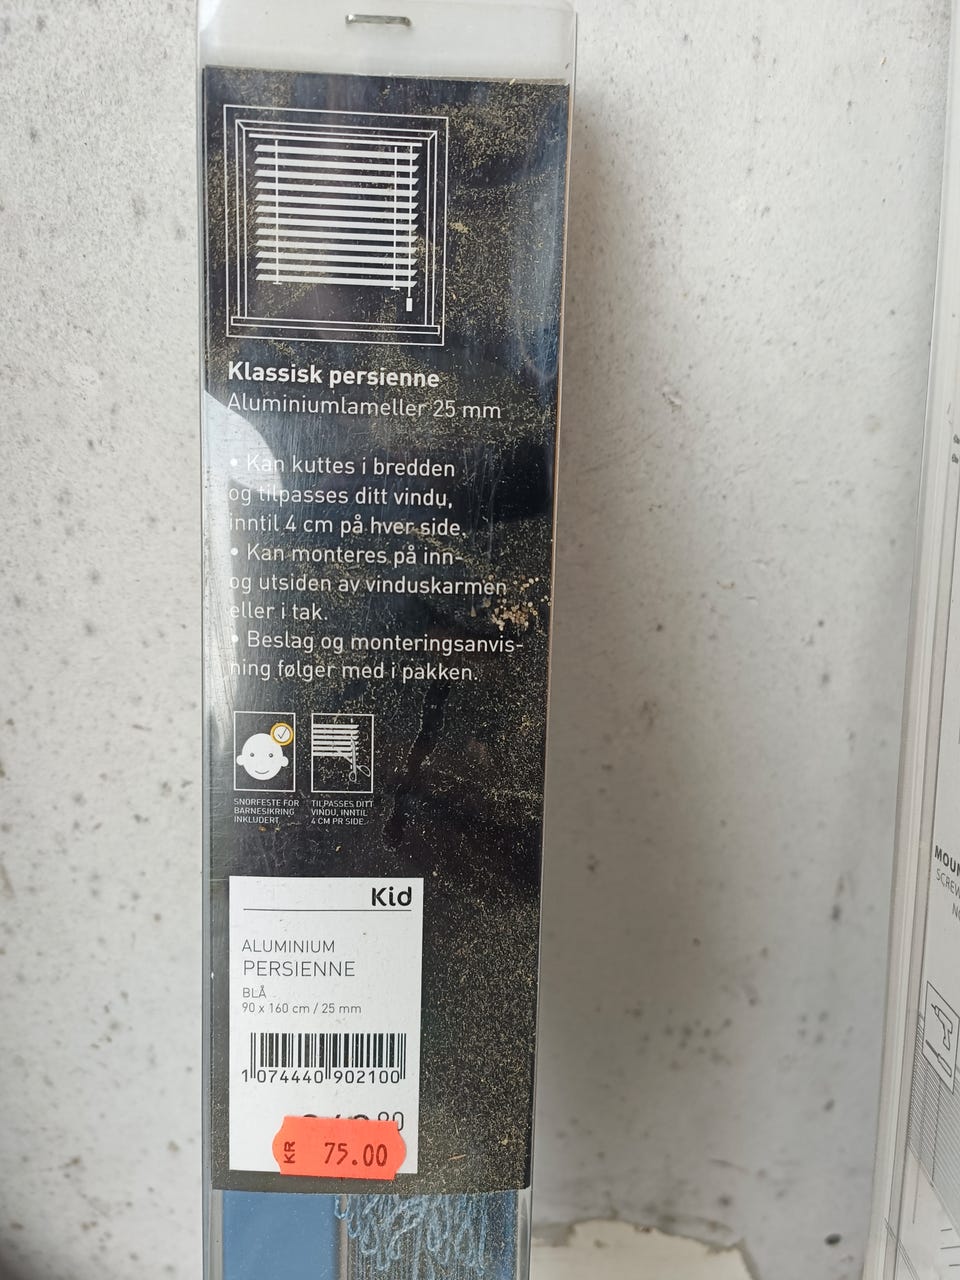 Klassisk persienne
Aluminiumlameller 25 mm
• Kan kuttes i bredden
og tilpasses ditt vindu,
inntil 4 cm på hver side.
• Kan monteres på inn-
og utsiden av vinduskarmen
eller i tak.
• Beslag og monteringsanvis-
ning følger med i pakken.
SNORFESTE FOR
BARNESIKRING
INKLUDERT
TILPASSES DITT
VINDU, INNTIL
4 CM PR SIDE.
Kid
ALUMINIUM
PERSIENNE
BLÅ
90 x 160 cm / 25 mm
1 074440 902100
KR 75.00
SCREW